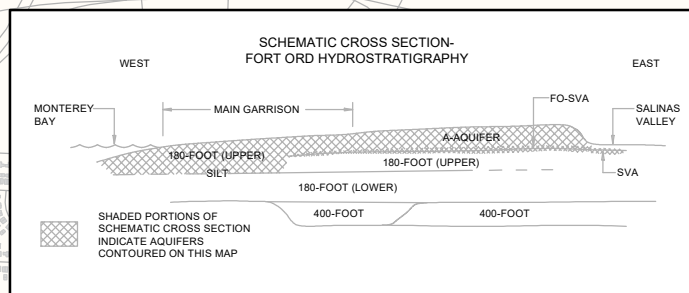 SCHEMATIC CROSS SECTION-
FORT ORD HYDROSTRATIGRAPHY
WEST
EAST
FO-SVA
MONTEREY
BAY
MAIN GARRISON
SALINAS
VALLEY
A-AQUIFER
180-FOOT (UPPER)
180-FOOT (UPPER)
SILT
SVA
180-FOOT (LOWER)
400-FOOT
400-FOOT
SHADED PORTIONS OF
SCHEMATIC CROSS SECTION
INDICATE AQUIFERS
CONTOURED ON THIS MAP